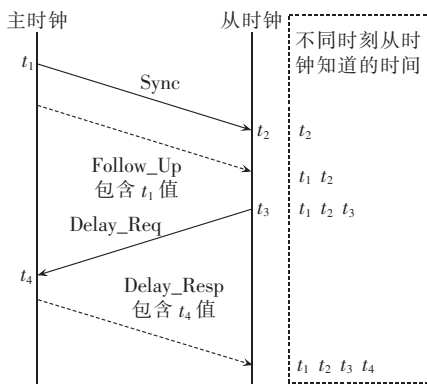 主时钟
从时钟
不同时刻从时
钟知道的时间
t₁
Sync
t₂
t₂
Follow_Up
包含 t₁ 值
t₁ t₂
t₃
t₁ t₂ t₃
Delay_Req
t₄
Delay_Resp
包含 t₄ 值
t₁ t₂ t₃ t₄